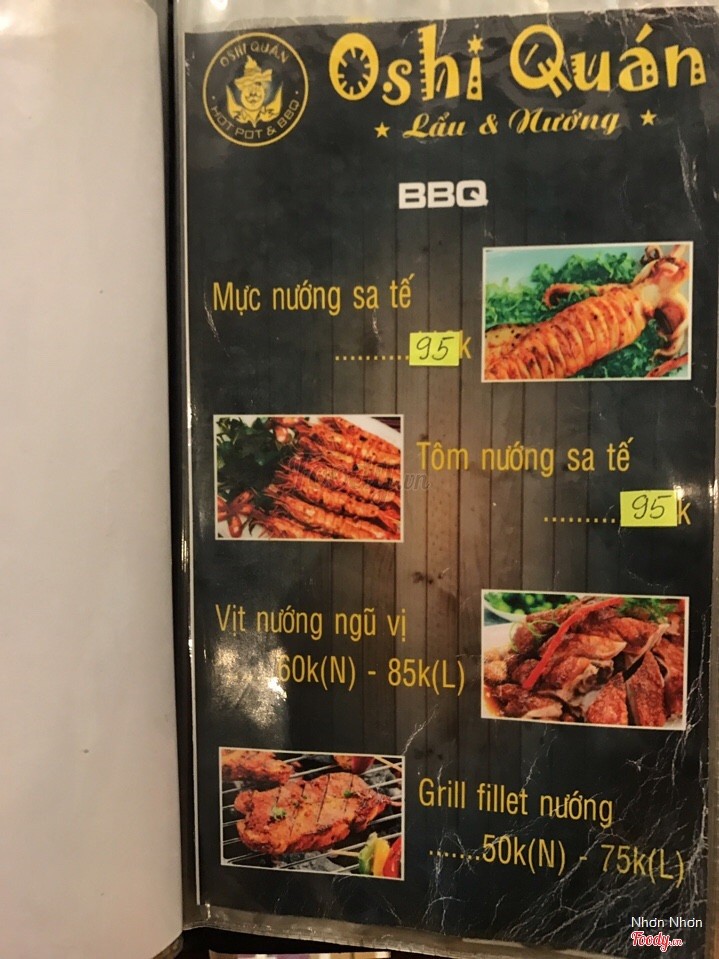 OSHI QUÁN
HOT POT & BBQ
Oshi Quán
Lẩu & Nướng
BBQ
Mực nướng sa tế
..........95k
Tôm nướng sa tế
.........95k
Vịt nướng ngũ vị
60k(N) - 85k(L)
Grill fillet nướng
.......50k(N) - 75k(L)
Nhơn Nhơn
Foody.vn